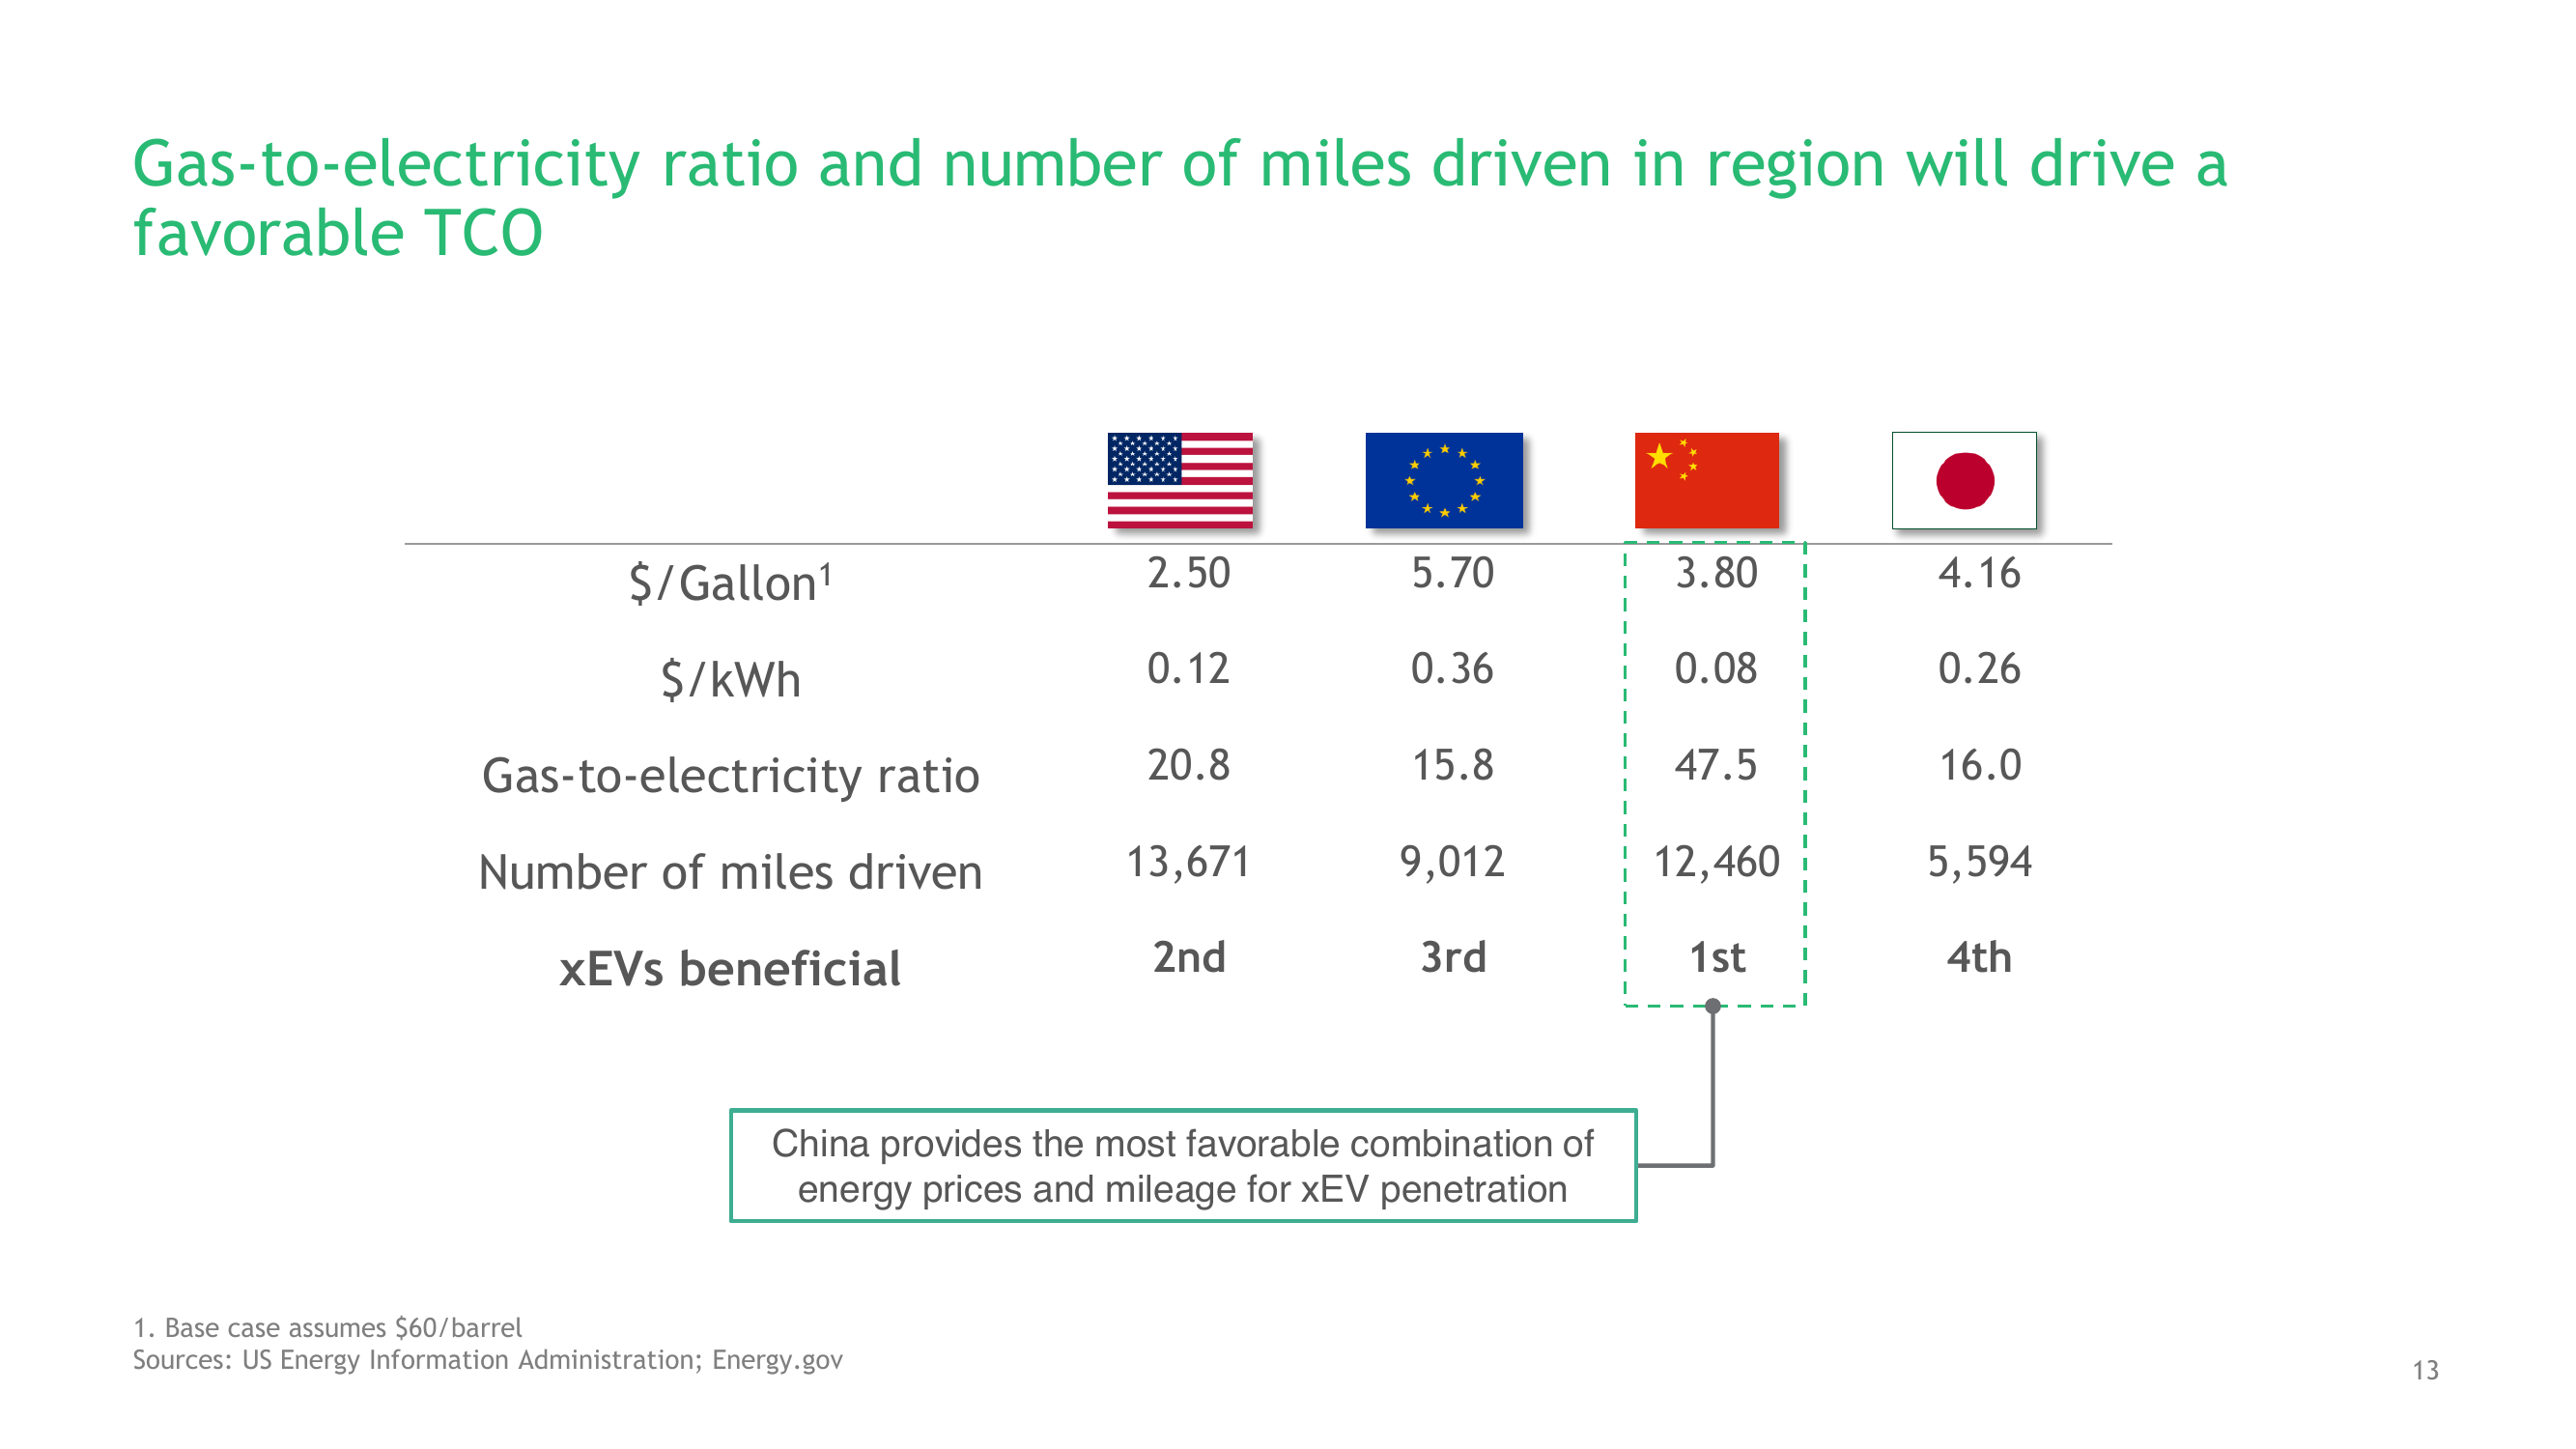 Gas-to-electricity ratio and number of miles driven in region will drive a
favorable TCO
$/Gallon¹ 2.50 5.70 3.80 4.16
$/kWh 0.12 0.36 0.08 0.26
Gas-to-electricity ratio 20.8 15.8 47.5 16.0
Number of miles driven 13,671 9,012 12,460 5,594
xEVs beneficial 2nd 3rd 1st 4th
China provides the most favorable combination of
energy prices and mileage for xEV penetration
1. Base case assumes $60/barrel
Sources: US Energy Information Administration; Energy.gov
13